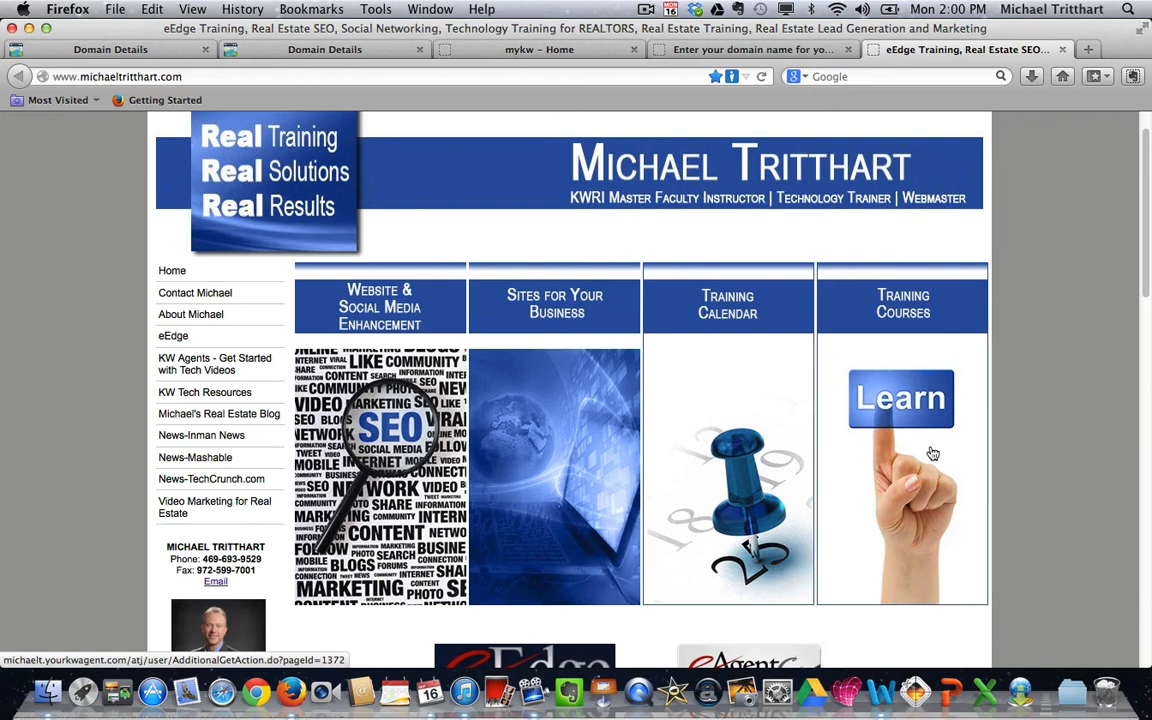 Firefox File Edit View History Bookmarks Tools Window Help Mon 2:00 PM Michael Tritthart
eEdge Training, Real Estate SEO, Social Networking, Technology Training for REALTORS, Real Estate Training, Real Estate Lead Generation and Marketing
Domain Details Domain Details mykw - Home Enter your domain name for yo... eEdge Training, Real Estate SEO...
www.michaeltritthart.com Google
Most Visited Getting Started
Real Training
Real Solutions
Real Results
MICHAEL TRITTHART
KWRI MASTER FACULTY INSTRUCTOR | TECHNOLOGY TRAINER | WEBMASTER
Home
Contact Michael
About Michael
eEdge
KW Agents - Get Started
with Tech Videos
KW Tech Resources
Michael's Real Estate Blog
News-Inman News
News-Mashable
News-TechCrunch.com
Video Marketing for Real
Estate
MICHAEL TRITTHART
Phone: 469-693-9529
Fax: 972-599-7001
Email
WEBSITE &
SOCIAL MEDIA
ENHANCEMENT
SITES FOR YOUR
BUSINESS
TRAINING
CALENDAR
TRAINING
COURSES
SEO
SOCIAL MEDIA
Learn
18
19
25
eEdge
eAgentC
michaelt.yourkwagent.com/atj/user/AdditionalGetAction.do?pageId=1372